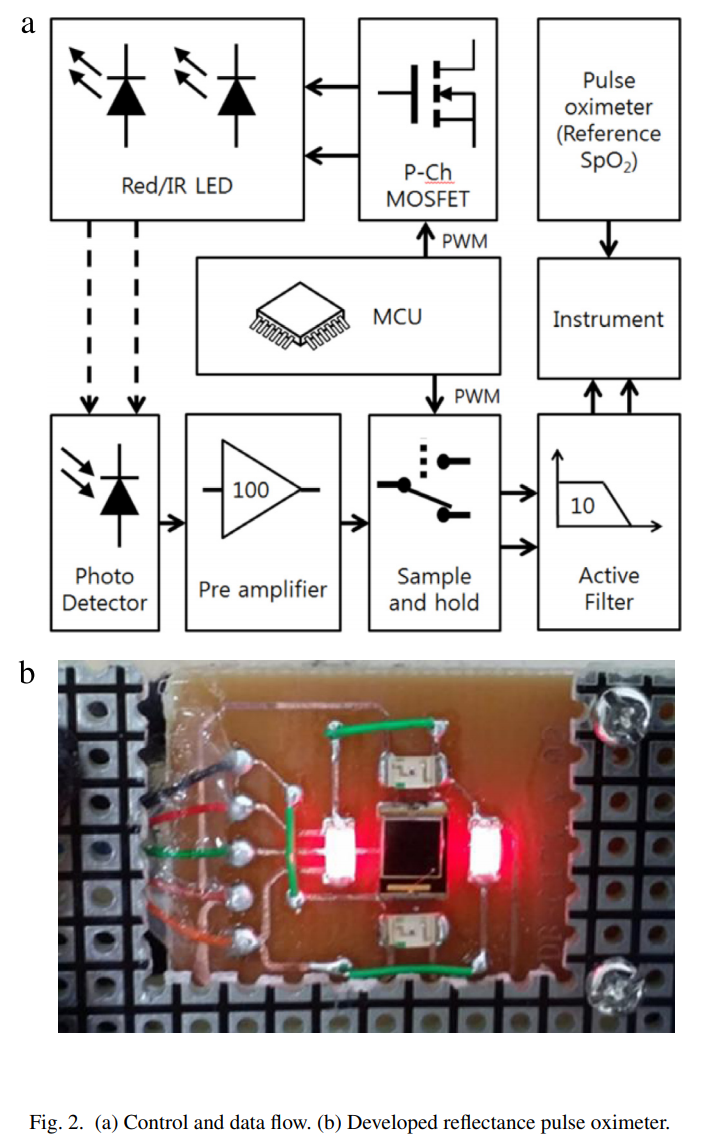 a
Red/IR LED
P-Ch
MOSFET
Pulse
oximeter
(Reference
SpO₂)
PWM
MCU
Instrument
PWM
100
10
Photo
Detector
Pre amplifier
Sample
and hold
Active
Filter
b
Fig. 2. (a) Control and data flow. (b) Developed reflectance pulse oximeter.